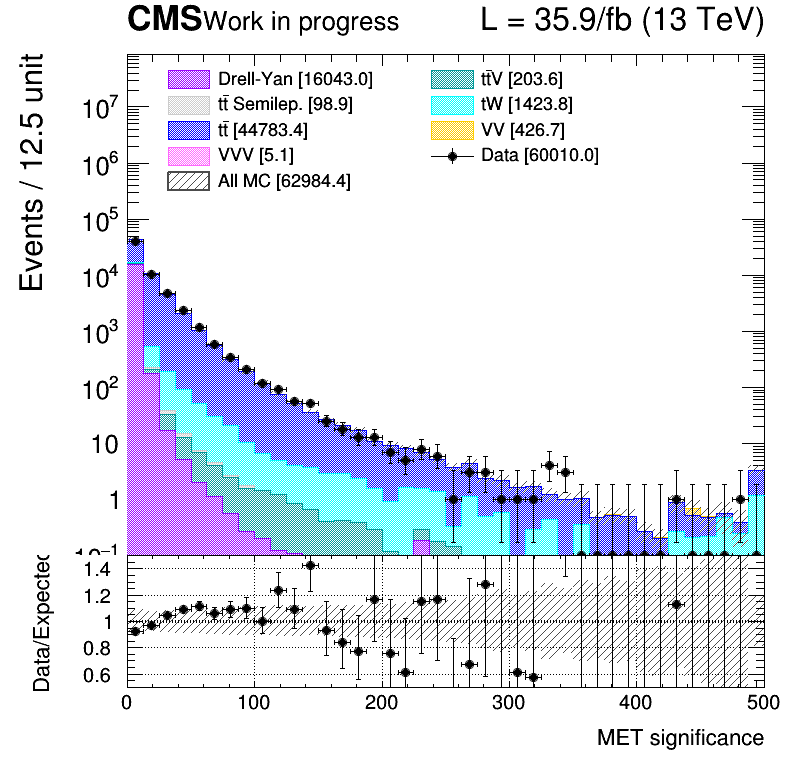 CMS Work in progress L = 35.9/fb (13 TeV)
Events / 12.5 unit
Drell-Yan [16043.0]
tt̄ Semilep. [98.9]
tt̄ [44783.4]
VVV [5.1]
All MC [62984.4]
tt̄V [203.6]
tW [1423.8]
VV [426.7]
Data [60010.0]
10⁷
10⁶
10⁵
10⁴
10³
10²
10
1
10⁻¹
Data/Expected
1.4
1.2
1
0.8
0.6
0 100 200 300 400 500
MET significance